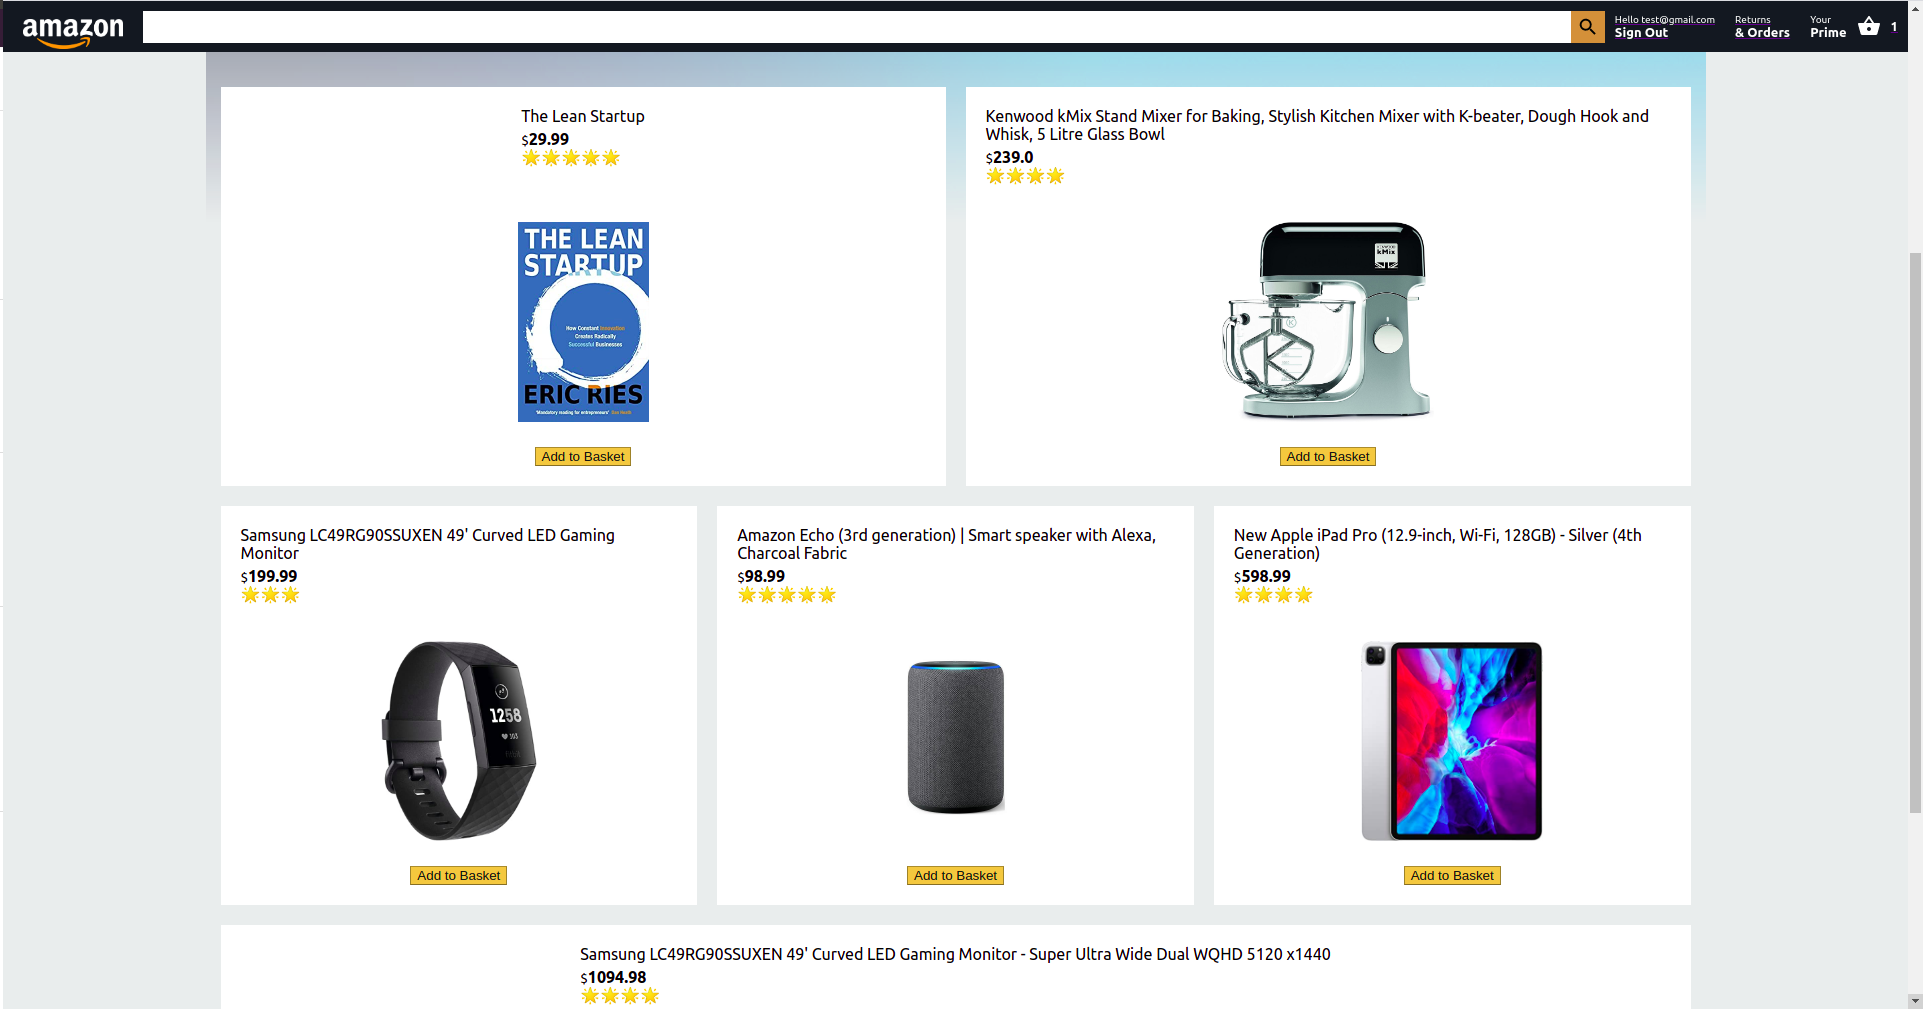 amazon
Hello test@gmail.com
Sign Out
Returns
& Orders
Your
Prime
1
The Lean Startup
$29.99
Kenwood kMix Stand Mixer for Baking, Stylish Kitchen Mixer with K-beater, Dough Hook and
Whisk, 5 Litre Glass Bowl
$239.0
THE LEAN
STARTUP
How Constant Innovation
Creates Radically
Successful Businesses
ERIC RIES
'Mandatory reading for entrepreneurs'
kMix
Add to Basket
Add to Basket
Samsung LC49RG90SSUXEN 49' Curved LED Gaming
Monitor
$199.99
Amazon Echo (3rd generation) | Smart speaker with Alexa,
Charcoal Fabric
$98.99
New Apple iPad Pro (12.9-inch, Wi-Fi, 128GB) - Silver (4th
Generation)
$598.99
1258
103
Add to Basket
Add to Basket
Add to Basket
Samsung LC49RG90SSUXEN 49' Curved LED Gaming Monitor - Super Ultra Wide Dual WQHD 5120 x1440
$1094.98